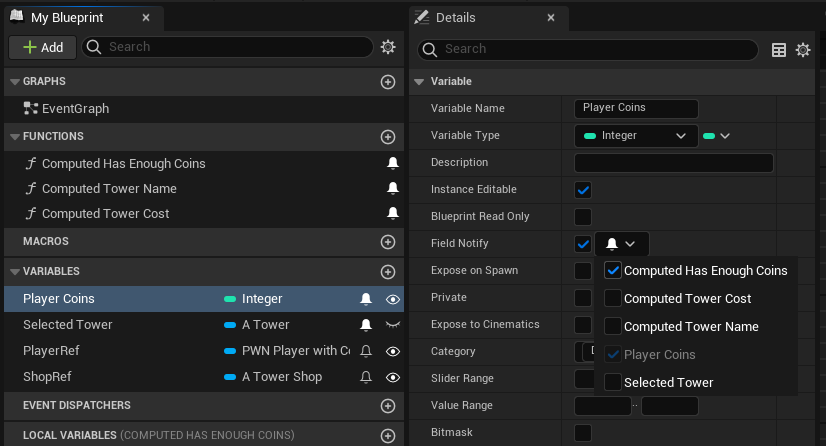 My Blueprint
Add
Search
GRAPHS
EventGraph
FUNCTIONS
Computed Has Enough Coins
Computed Tower Name
Computed Tower Cost
MACROS
VARIABLES
Player Coins Integer
Selected Tower A Tower
PlayerRef PWN Player with Co
ShopRef A Tower Shop
EVENT DISPATCHERS
LOCAL VARIABLES (COMPUTED HAS ENOUGH COINS)
Details
Search
Variable
Variable Name Player Coins
Variable Type Integer
Description
Instance Editable
Blueprint Read Only
Field Notify
Expose on Spawn
Private
Expose to Cinematics
Category
Slider Range
Value Range ..
Bitmask
Computed Has Enough Coins
Computed Tower Cost
Computed Tower Name
Player Coins
Selected Tower